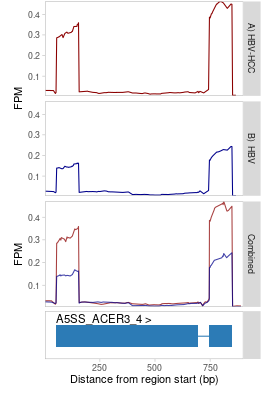 0.4
0.3
0.2
0.1
FPM
A) HBV-HCC
0.4
0.3
0.2
0.1
B) HBV
0.4
0.3
0.2
0.1
FPM
Combined
A5SS_ACER3_4 >
250
500
750
Distance from region start (bp)